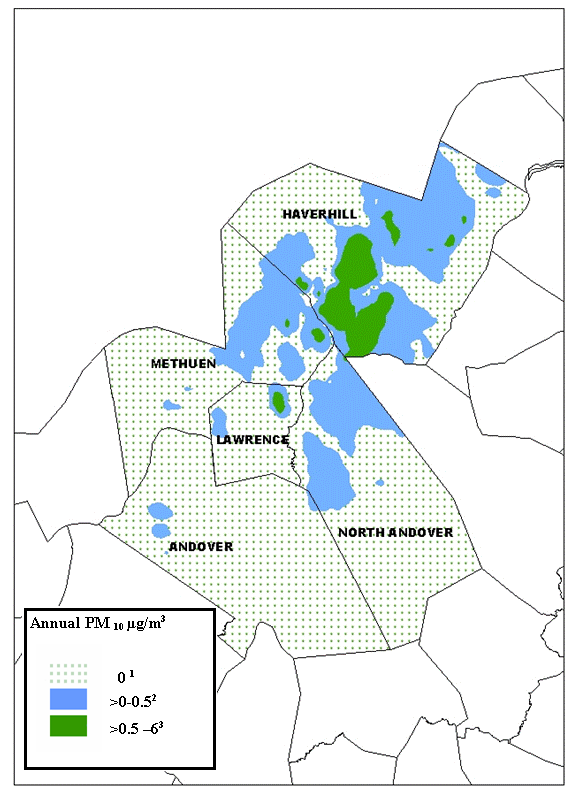 HAVERHILL
METHUEN
LAWRENCE
NORTH ANDOVER
ANDOVER
Annual PM ₁₀ µg/m³
0 ¹
>0-0.5²
>0.5 –6³